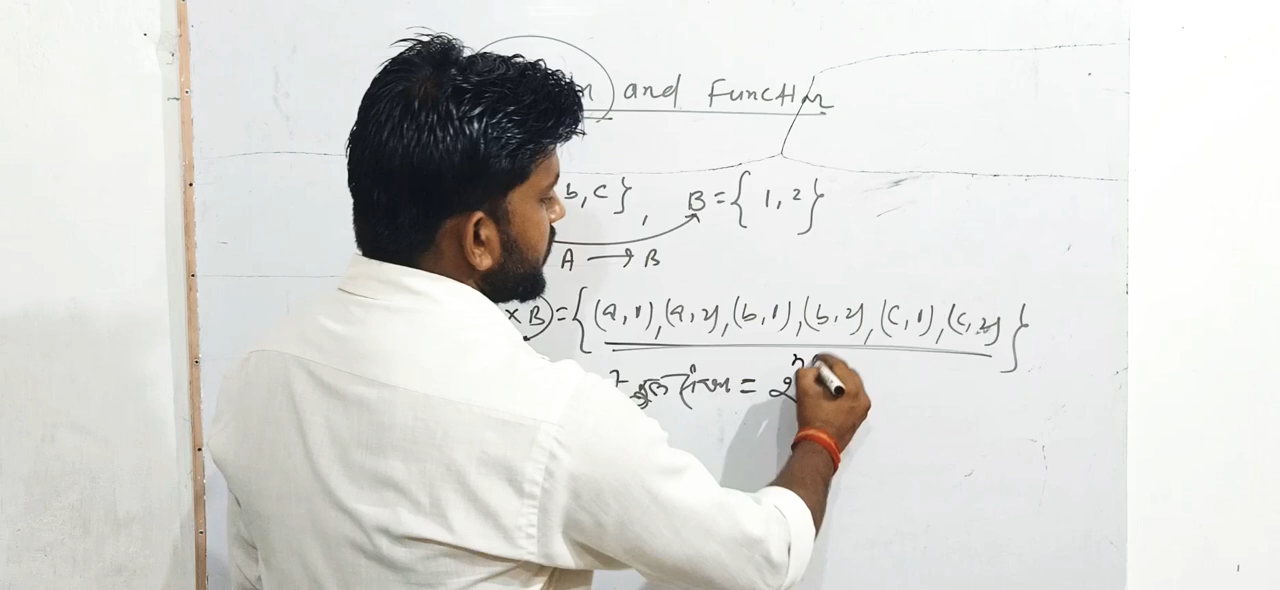 and Function
b, c}, B = {1, 2}
A → B
× B) = {(a, 1), (a, 2), (b, 1), (b, 2), (c, 1), (c, 2)}
= 2